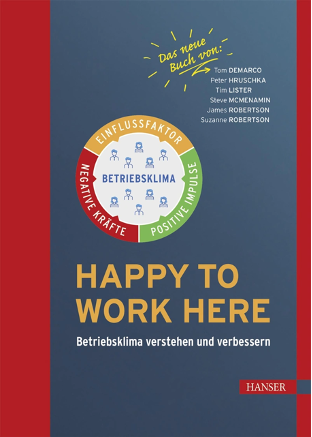 Das neue
Buch von:
Tom DEMARCO
Peter HRUSCHKA
Tim LISTER
Steve MCMENAMIN
James ROBERTSON
Suzanne ROBERTSON
EINFLUSSFAKTOR
BETRIEBSKLIMA
NEGATIVE KRÄFTE
POSITIVE IMPULSE
HAPPY TO
WORK HERE
Betriebsklima verstehen und verbessern
HANSER